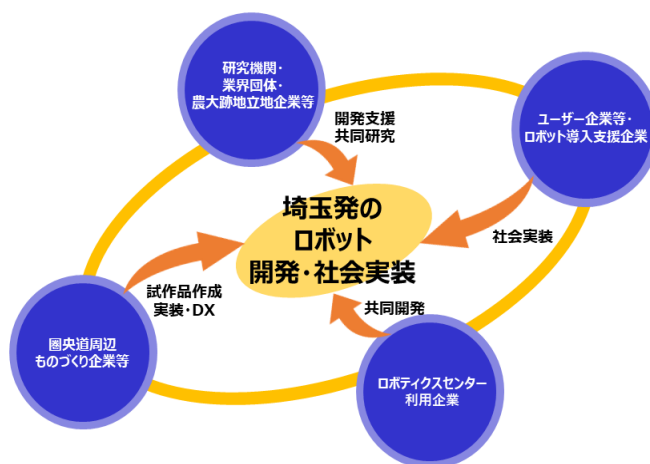 研究機関・
業界団体・
農大跡地立地企業等
開発支援
共同研究
ユーザー企業等・
ロボット導入支援企業
埼玉発の
ロボット
開発・社会実装
社会実装
試作品作成
実装・DX
共同開発
圏央道周辺
ものづくり企業等
ロボティクスセンター
利用企業